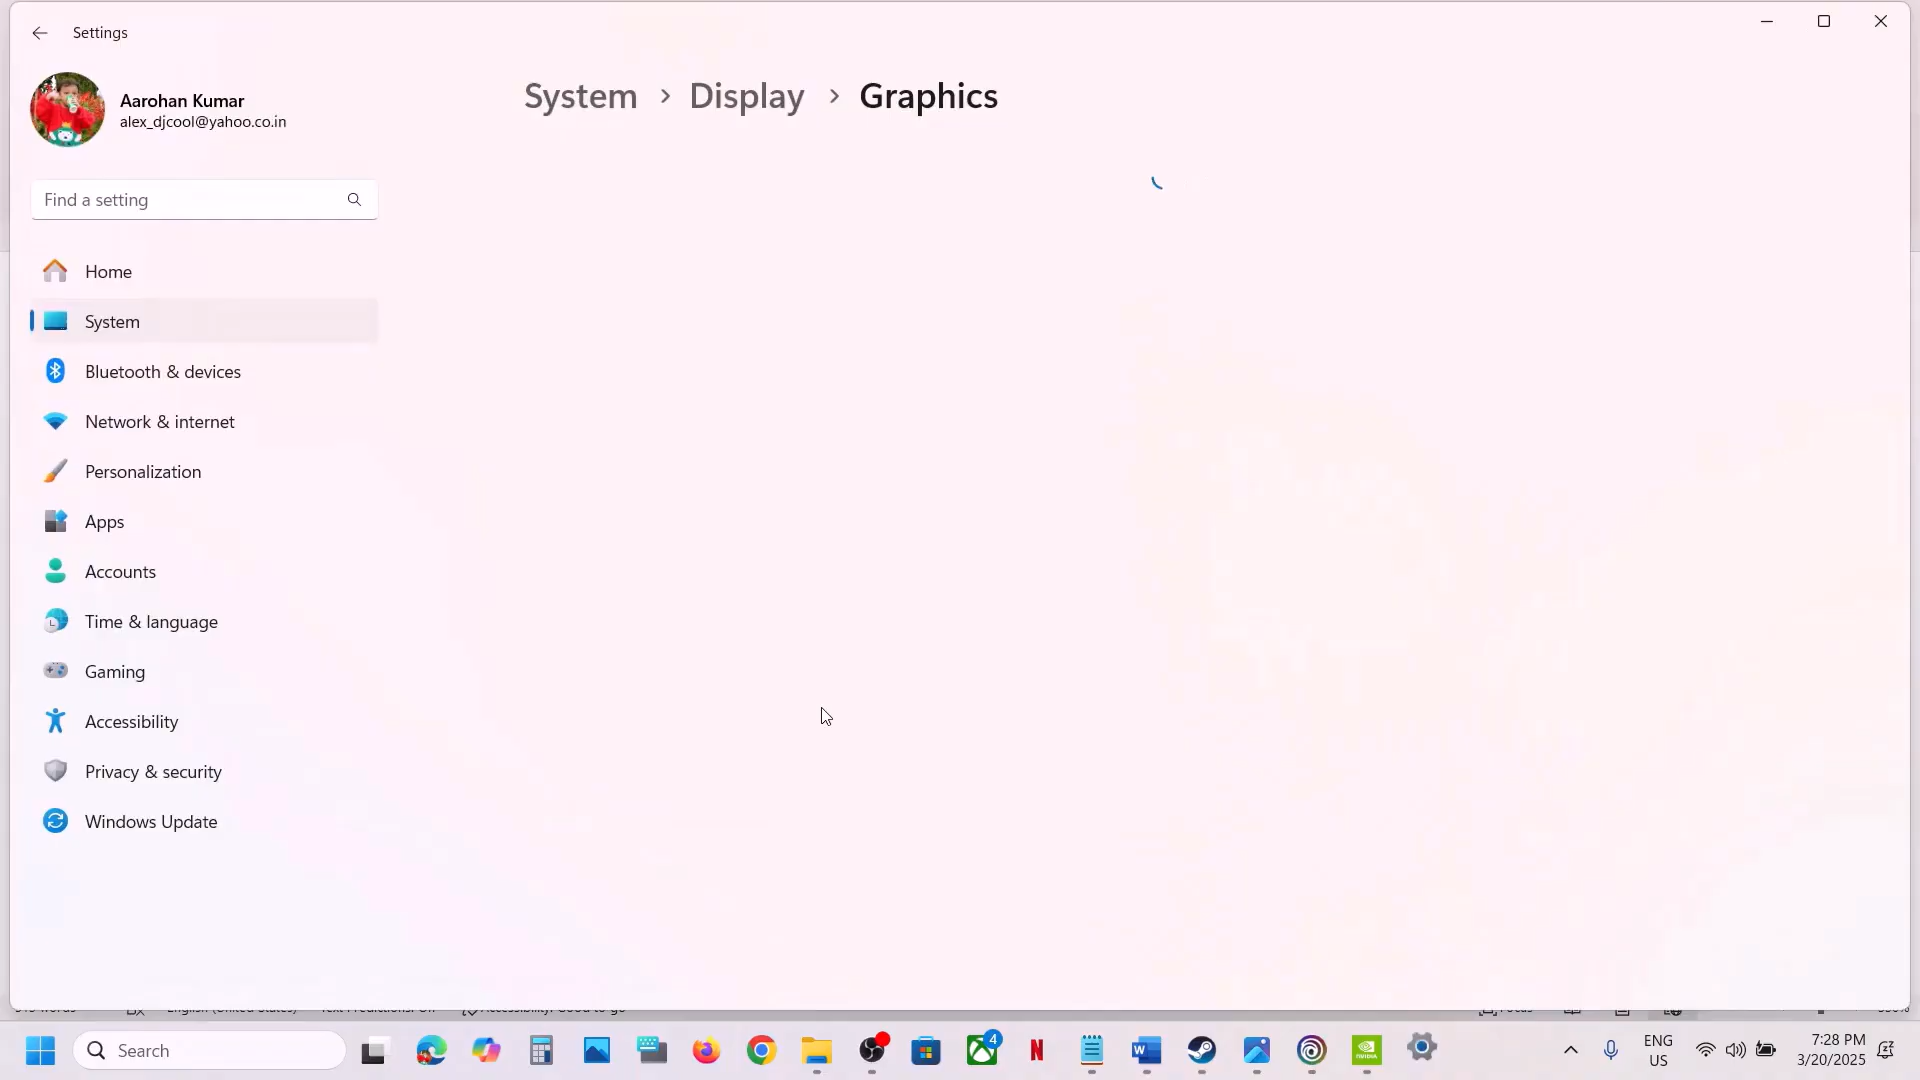 Settings
Aarohan Kumar
alex_djcool@yahoo.co.in
System > Display > Graphics
Find a setting
Home
System
Bluetooth & devices
Network & internet
Personalization
Apps
Accounts
Time & language
Gaming
Accessibility
Privacy & security
Windows Update
Search
4
ENG
US
7:28 PM
3/20/2025